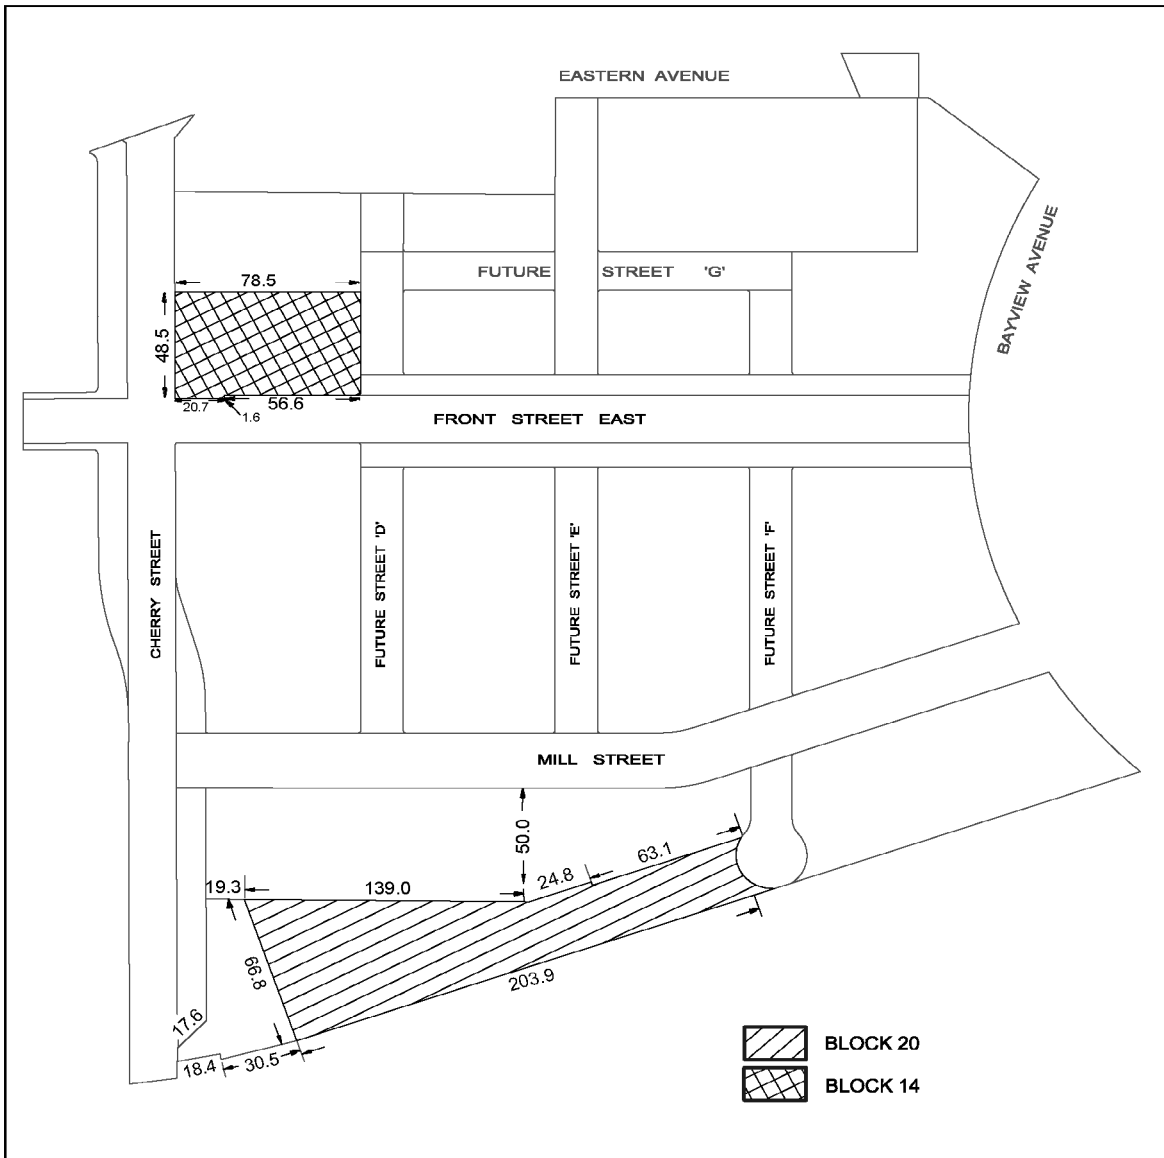 EASTERN AVENUE
BAYVIEW AVENUE
FUTURE STREET 'G'
78.5
48.5
20.7
1.6
56.6
FRONT STREET EAST
CHERRY STREET
FUTURE STREET 'D'
FUTURE STREET 'E'
FUTURE STREET 'F'
MILL STREET
50.0
63.1
24.8
19.3
139.0
66.8
203.9
17.6
18.4
30.5
BLOCK 20
BLOCK 14